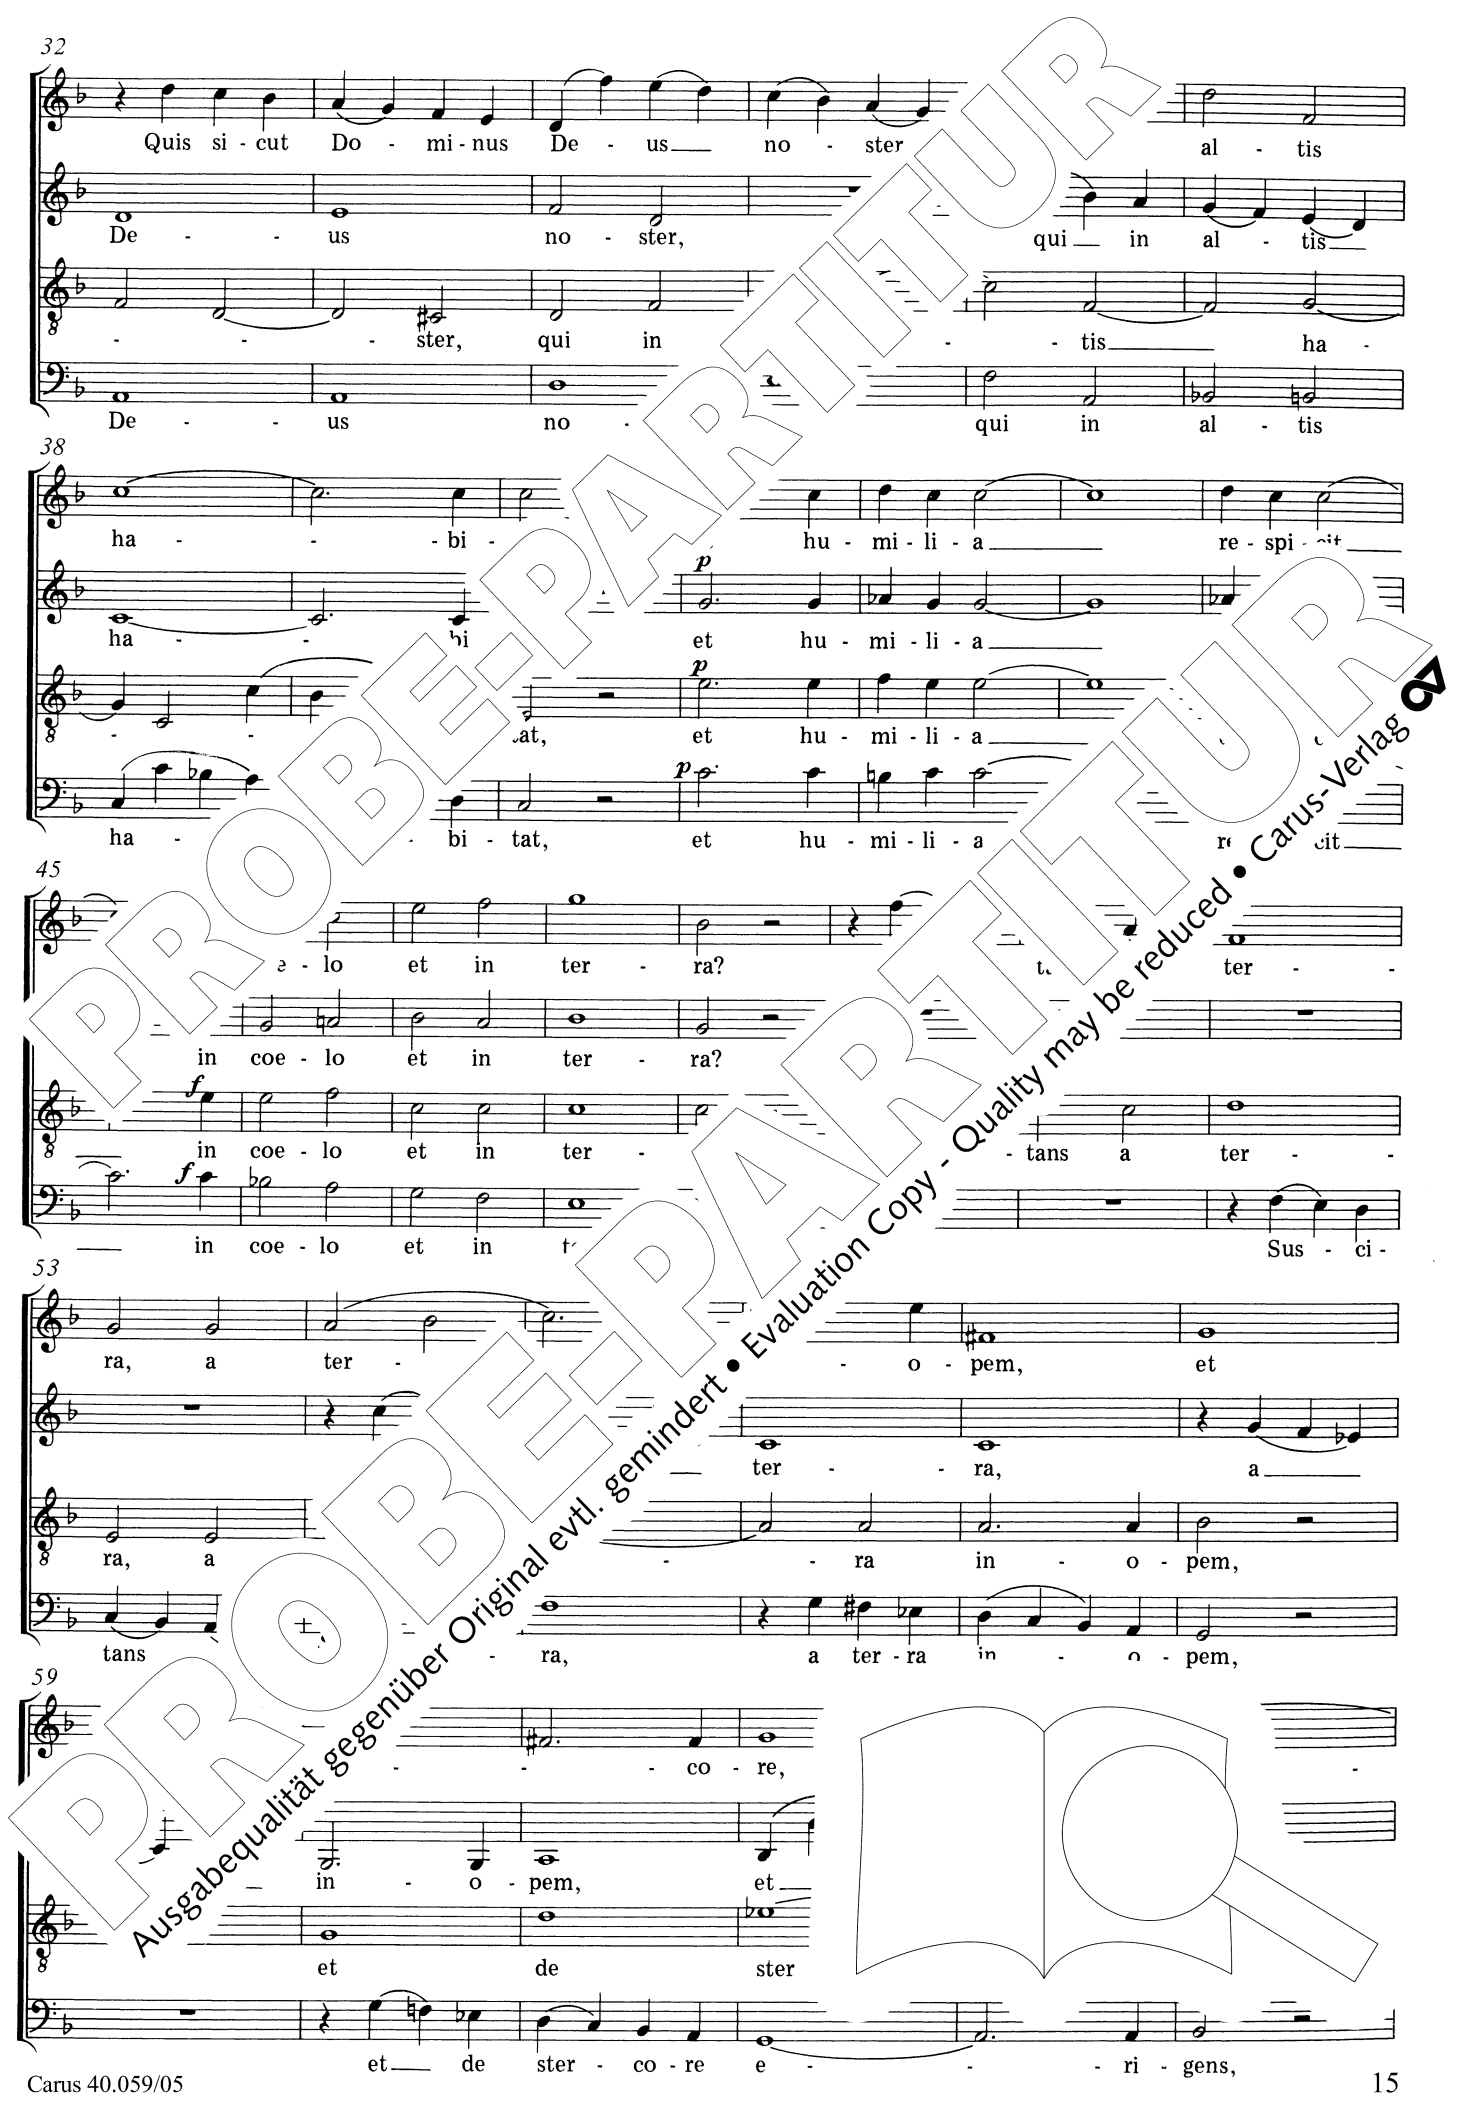 32
Quis si - cut Do - mi - nus De - us no - ster al - tis
De - - us no - ster, qui in al - tis
- - - ster, qui in - - tis ha -
De - - us no - qui in al - tis
38
ha - - - bi - hu - mi - li - a re - spi - cit
p
ha - - bi et hu - mi - li - a
p
- - tat, et hu - mi - li - a
p
ha - - bi - tat, et hu - mi - li - a cit
45
lo et in ter - ra? ter - -
in coe - lo et in ter - ra?
f
in coe - lo et in ter - - tans a ter - -
f
in coe - lo et in Sus - ci -
53
ra, a ter - - o - pem, et
ter - - ra, a
ra, a - - ra in - o - pem,
tans - ra, a ter - ra in - o - pem,
59
- - co - re, -
in - o - pem, et
et de ster
et de ster - co - re e - - - ri - gens,
PROBE-PARTITUR
PROBE-PARTITUR
Ausgabequalität gegenüber Original evtl. gemindert • Evaluation Copy - Quality may be reduced • Carus-Verlag
Carus 40.059/05
15